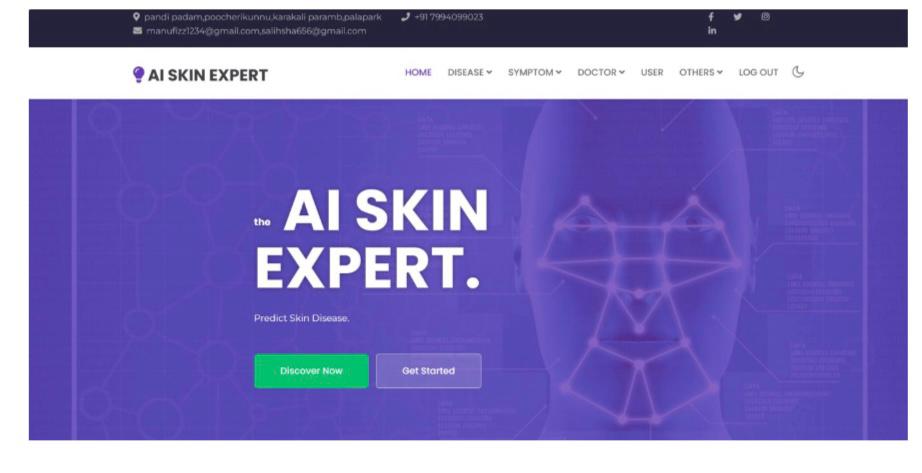 pandi padam,poocherikunnu,karakali paramb,palapark +91 7994099023
manufizz1234@gmail.com,salihsha656@gmail.com
AI SKIN EXPERT HOME DISEASE SYMPTOM DOCTOR USER OTHERS LOG OUT
the AI SKIN
EXPERT.
Predict Skin Disease.
Discover Now Get Started